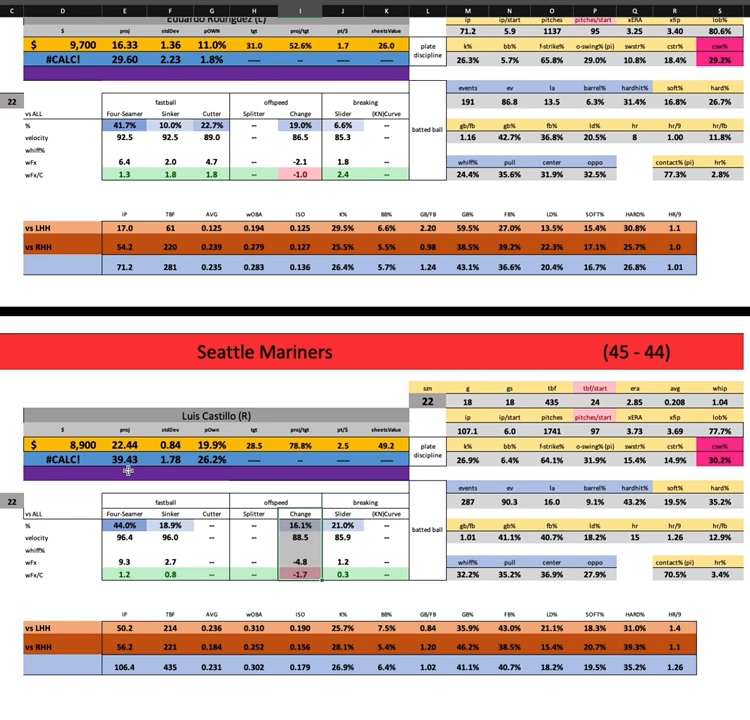 C D E F G H I J K L M N O P Q R S
Eduardo Rodriguez (L)
ip ip/start pitches pitches/start xERA xfip lob%
$ proj stdDev pOWN tgt proj/tgt pt/$ sheetsValue 71.2 5.9 1137 95 3.25 3.40 80.6%
$ 9,700 16.33 1.36 11.0% 31.0 52.6% 1.7 26.0 plate discipline k% bb% f-strike% o-swing% (pi) swstr% cstr% csw%
#CALC! 29.60 2.23 1.8% ---- -- ---- ---- 26.3% 5.7% 65.8% 29.0% 10.8% 18.4% 29.2%
events ev la barrel% hardhit% soft% hard%
22 fastball offspeed breaking 191 86.8 13.5 6.3% 31.4% 16.8% 26.7%
vs ALL Four-Seamer Sinker Cutter Splitter Change Slider (KN)Curve
% 41.7% 10.0% 22.7% -- 19.0% 6.6% -- batted ball gb/fb gb% fb% ld% hr hr/9 hr/fb
velocity 92.5 92.5 89.0 -- 86.5 85.3 -- 1.16 42.7% 36.8% 20.5% 8 1.00 11.8%
whiff%
wFx 6.4 2.0 4.7 -- -2.1 1.8 -- whiff% pull center oppo contact% (pi) hr%
wFx/C 1.3 1.8 1.8 -- -1.0 2.4 -- 24.4% 35.6% 31.9% 32.5% 77.3% 2.8%
IP TBF AVG wOBA ISO K% BB% GB/FB GB% FB% LD% SOFT% HARD% HR/9
vs LHH 17.0 61 0.125 0.194 0.125 29.5% 6.6% 2.20 59.5% 27.0% 13.5% 15.4% 30.8% 1.1
vs RHH 54.2 220 0.239 0.279 0.127 25.5% 5.5% 0.98 38.5% 39.2% 22.3% 17.1% 25.7% 1.0
71.2 281 0.235 0.283 0.136 26.4% 5.7% 1.24 43.1% 36.6% 20.4% 16.7% 26.8% 1.01
Seattle Mariners (45 - 44)
szn g gs tbf tbf/start era avg whip
22 18 18 435 24 2.85 0.208 1.04
Luis Castillo (R) ip ip/start pitches pitches/start xERA xfip lob%
$ proj stdDev pOwn tgt proj/tgt pt/$ sheetsValue 107.1 6.0 1741 97 3.73 3.69 77.7%
$ 8,900 22.44 0.84 19.9% 28.5 78.8% 2.5 49.2 plate discipline k% bb% f-strike% o-swing% (pi) swstr% cstr% csw%
#CALC! 39.43 1.78 26.2% ---- -- ---- ---- 26.9% 6.4% 64.1% 31.9% 15.4% 14.9% 30.2%
events ev la barrel% hardhit% soft% hard%
22 fastball offspeed breaking 287 90.3 16.0 9.1% 43.2% 19.5% 35.2%
vs ALL Four-Seamer Sinker Cutter Splitter Change Slider (KN)Curve
% 44.0% 18.9% -- -- 16.1% 21.0% -- batted ball gb/fb gb% fb% ld% hr hr/9 hr/fb
velocity 96.4 96.0 -- -- 88.5 85.9 -- 1.01 41.1% 40.7% 18.2% 15 1.26 12.9%
whiff%
wFx 9.3 2.7 -- -- -4.8 1.2 -- whiff% pull center oppo contact% (pi) hr%
wFx/C 1.2 0.8 -- -- -1.7 0.3 -- 32.2% 35.2% 36.9% 27.9% 70.5% 3.4%
IP TBF AVG wOBA ISO K% BB% GB/FB GB% FB% LD% SOFT% HARD% HR/9
vs LHH 50.2 214 0.236 0.310 0.190 25.7% 7.5% 0.84 35.9% 43.0% 21.1% 18.3% 31.0% 1.4
vs RHH 56.2 221 0.184 0.252 0.156 28.1% 5.4% 1.20 46.2% 38.5% 15.4% 20.7% 39.3% 1.1
106.4 435 0.231 0.302 0.179 26.9% 6.4% 1.02 41.1% 40.7% 18.2% 19.5% 35.2% 1.26